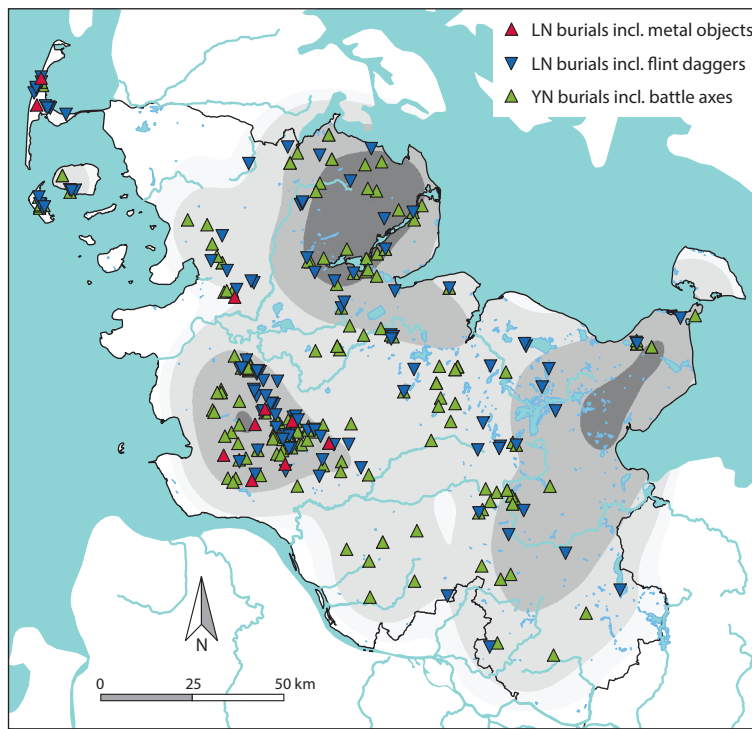 LN burials incl. metal objects
LN burials incl. flint daggers
YN burials incl. battle axes
N
0 25 50 km